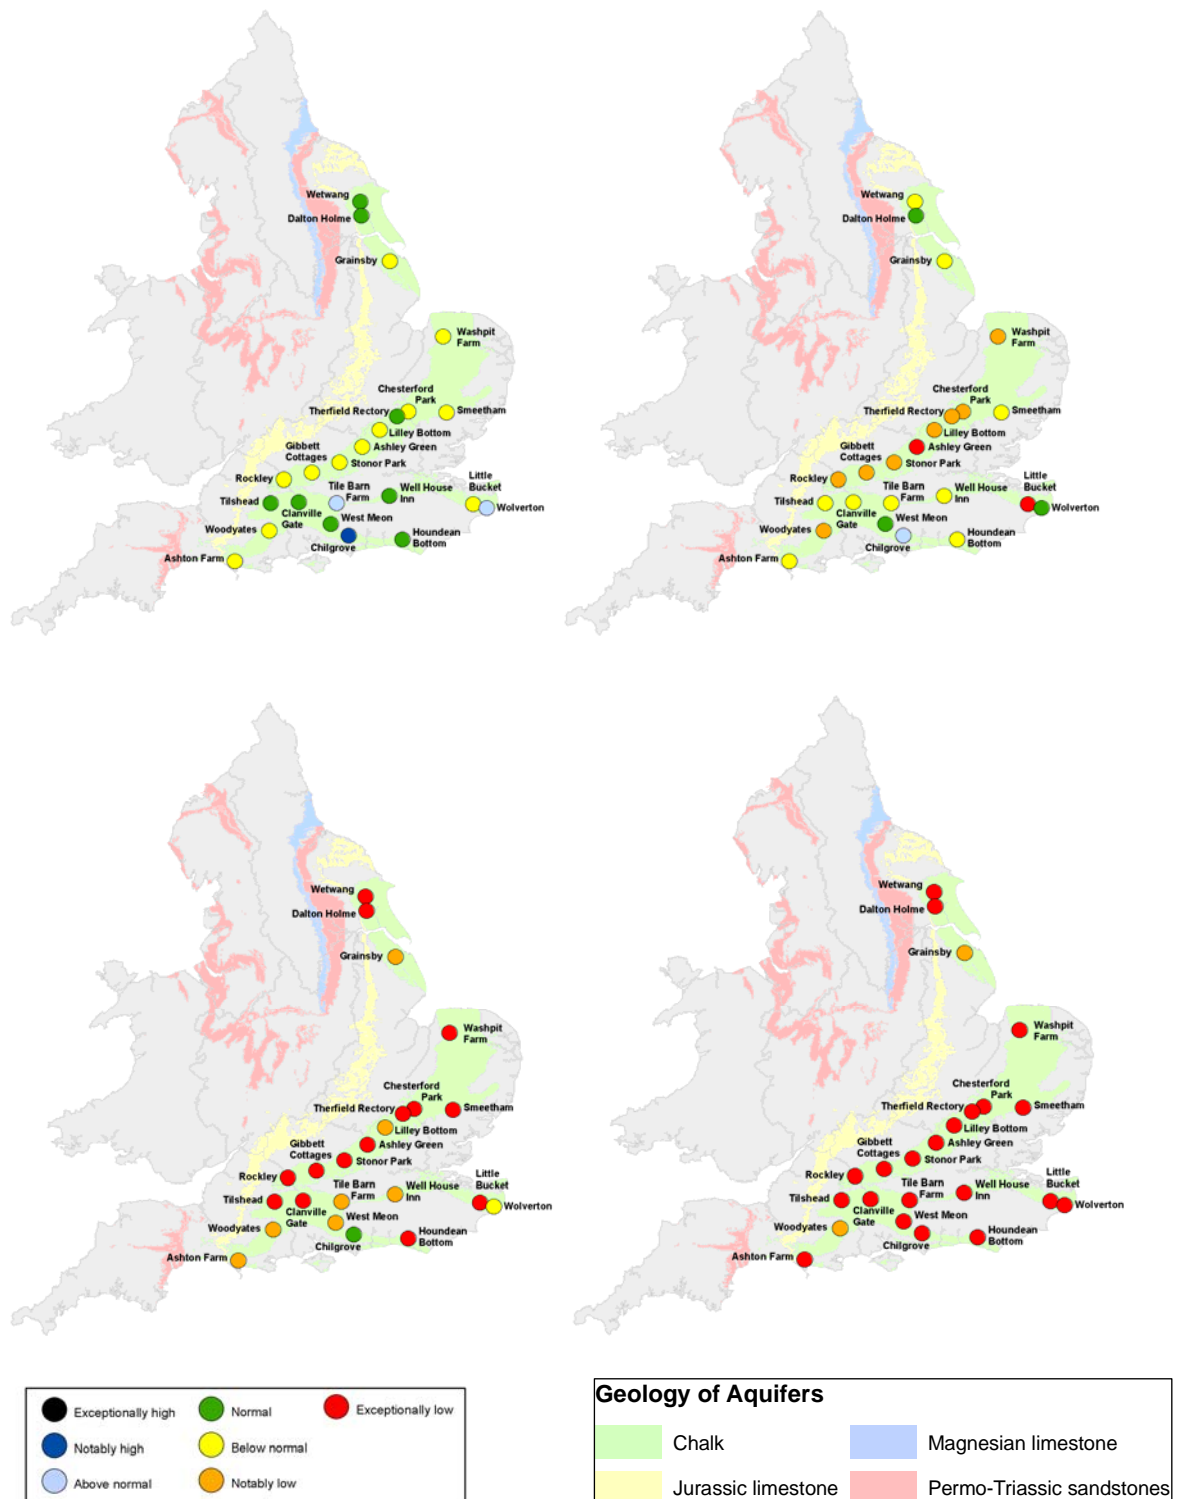 Wetwang
Dalton Holme
Grainsby
Washpit
Farm
Chesterford
Park
Therfield Rectory
Smeetham
Lilley Bottom
Ashley Green
Gibbett
Cottages
Stonor Park
Rockley
Tile Barn
Farm
Well House
Inn
Little
Bucket
Tilshead
Wolverton
Clanville
Gate
West Meon
Woodyates
Chilgrove
Houndean
Bottom
Ashton Farm
Wetwang
Dalton Holme
Grainsby
Washpit
Farm
Chesterford
Park
Therfield Rectory
Smeetham
Lilley Bottom
Ashley Green
Gibbett
Cottages
Stonor Park
Rockley
Tile Barn
Farm
Well House
Inn
Little
Bucket
Tilshead
Wolverton
Clanville
Gate
West Meon
Woodyates
Chilgrove
Houndean
Bottom
Ashton Farm
Wetwang
Dalton Holme
Grainsby
Washpit
Farm
Chesterford
Park
Therfield Rectory
Smeetham
Lilley Bottom
Ashley Green
Gibbett
Cottages
Stonor Park
Rockley
Tile Barn
Farm
Well House
Inn
Little
Bucket
Tilshead
Wolverton
Clanville
Gate
West Meon
Woodyates
Chilgrove
Houndean
Bottom
Ashton Farm
Wetwang
Dalton Holme
Grainsby
Washpit
Farm
Chesterford
Park
Therfield Rectory
Smeetham
Lilley Bottom
Ashley Green
Gibbett
Cottages
Stonor Park
Rockley
Tile Barn
Farm
Well House
Inn
Little
Bucket
Tilshead
Wolverton
Clanville
Gate
West Meon
Woodyates
Chilgrove
Houndean
Bottom
Ashton Farm
Exceptionally high
Normal
Exceptionally low
Notably high
Below normal
Above normal
Notably low
Geology of Aquifers
Chalk
Magnesian limestone
Jurassic limestone
Permo-Triassic sandstones